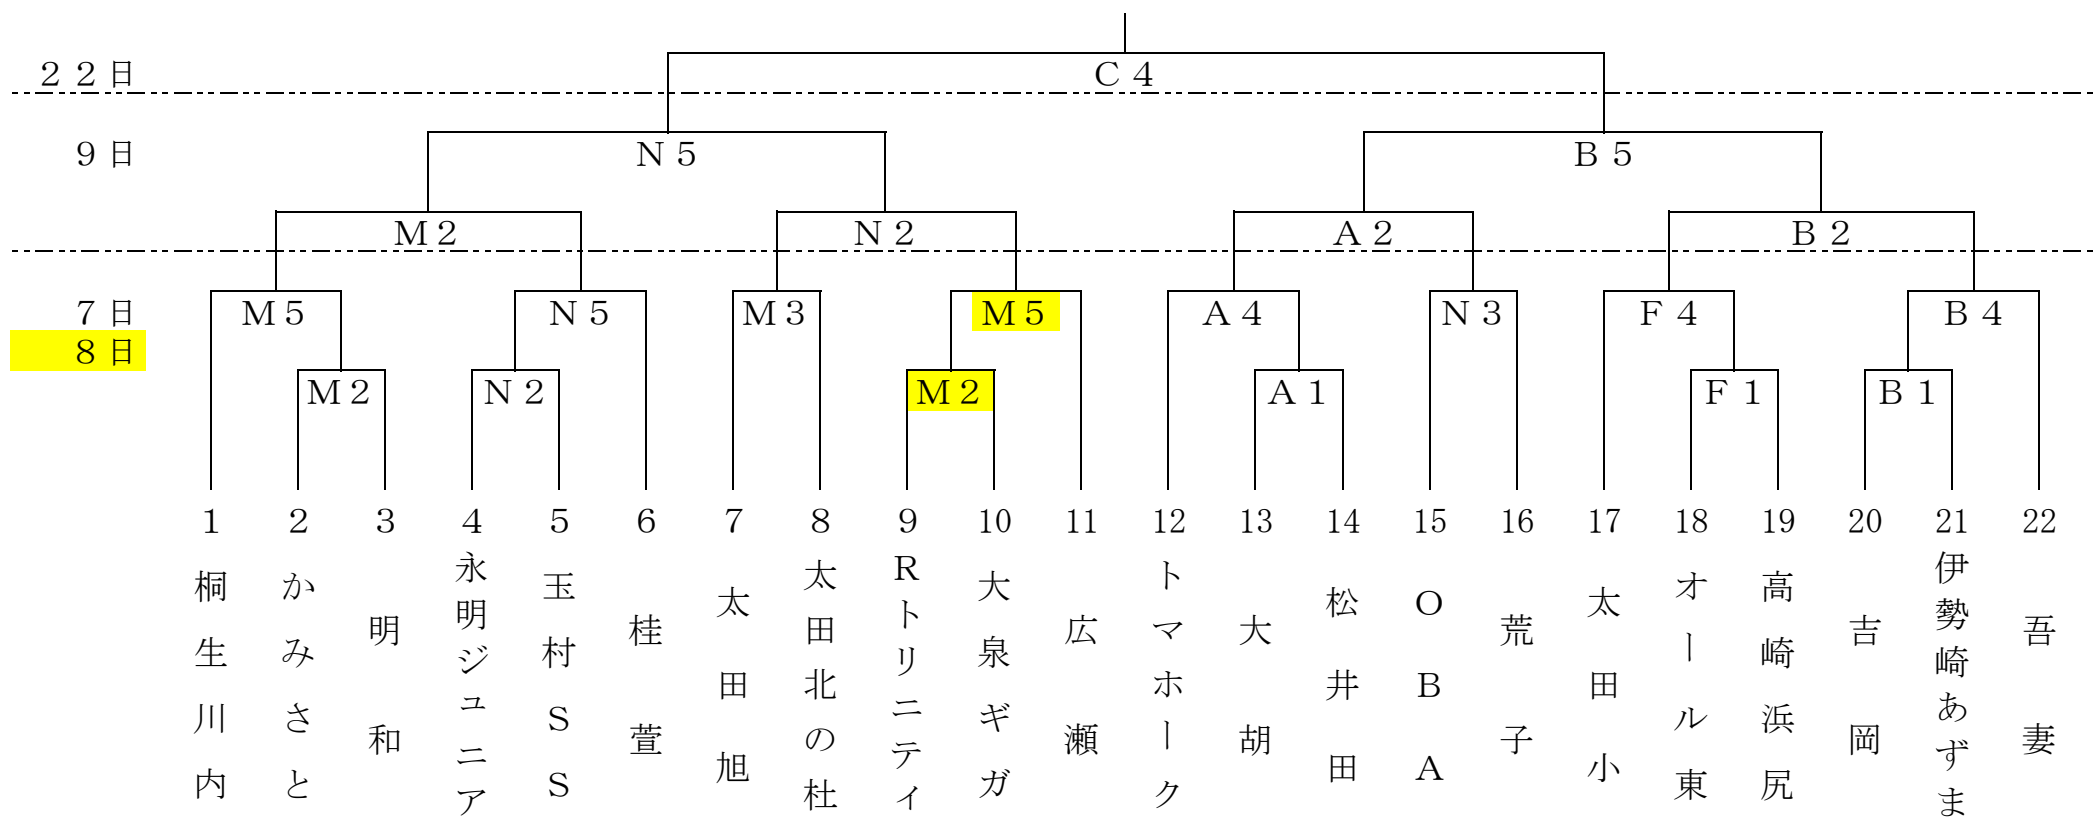 ２２日 Ｃ４
９日 Ｎ５ Ｂ５
Ｍ２ Ｎ２ Ａ２ Ｂ２
７日 Ｍ５ Ｎ５ Ｍ３ Ｍ５ Ａ４ Ｎ３ Ｆ４ Ｂ４
８日
Ｍ２ Ｎ２ Ｍ２ Ａ１ Ｆ１ Ｂ１
１ ２ ３ ４ ５ ６ ７ ８ ９ 10 11 12 13 14 15 16 17 18 19 20 21 22
桐生川内
かみさと
明和
永明ジュニア
玉村ＳＳ
桂萱
太田旭
太田北の杜
Ｒトリニティ
大泉ギガ
広瀬
トマホーク
大胡
松井田
ＯＢＡ
荒子
太田小
オール東
高崎浜尻
吉岡
伊勢崎あずま
吾妻